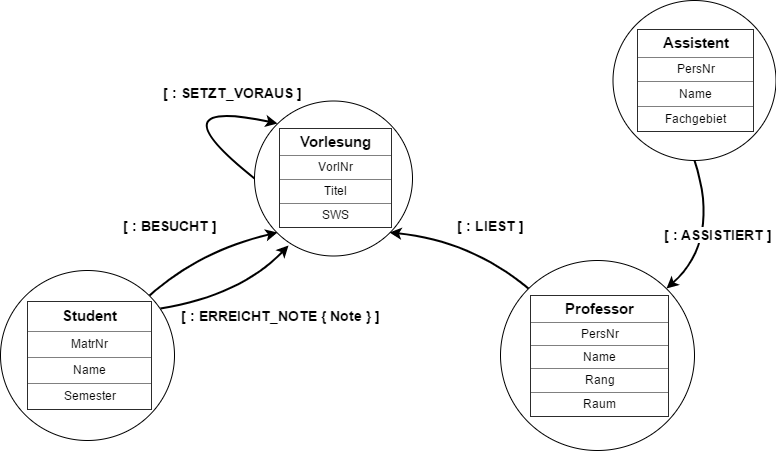 Assistent
PersNr
Name
Fachgebiet
[ : SETZT_VORAUS ]
Vorlesung
VorlNr
Titel
SWS
[ : BESUCHT ]
[ : LIEST ]
[ : ASSISTIERT ]
Student
MatrNr
Name
Semester
[ : ERREICHT_NOTE { Note } ]
Professor
PersNr
Name
Rang
Raum